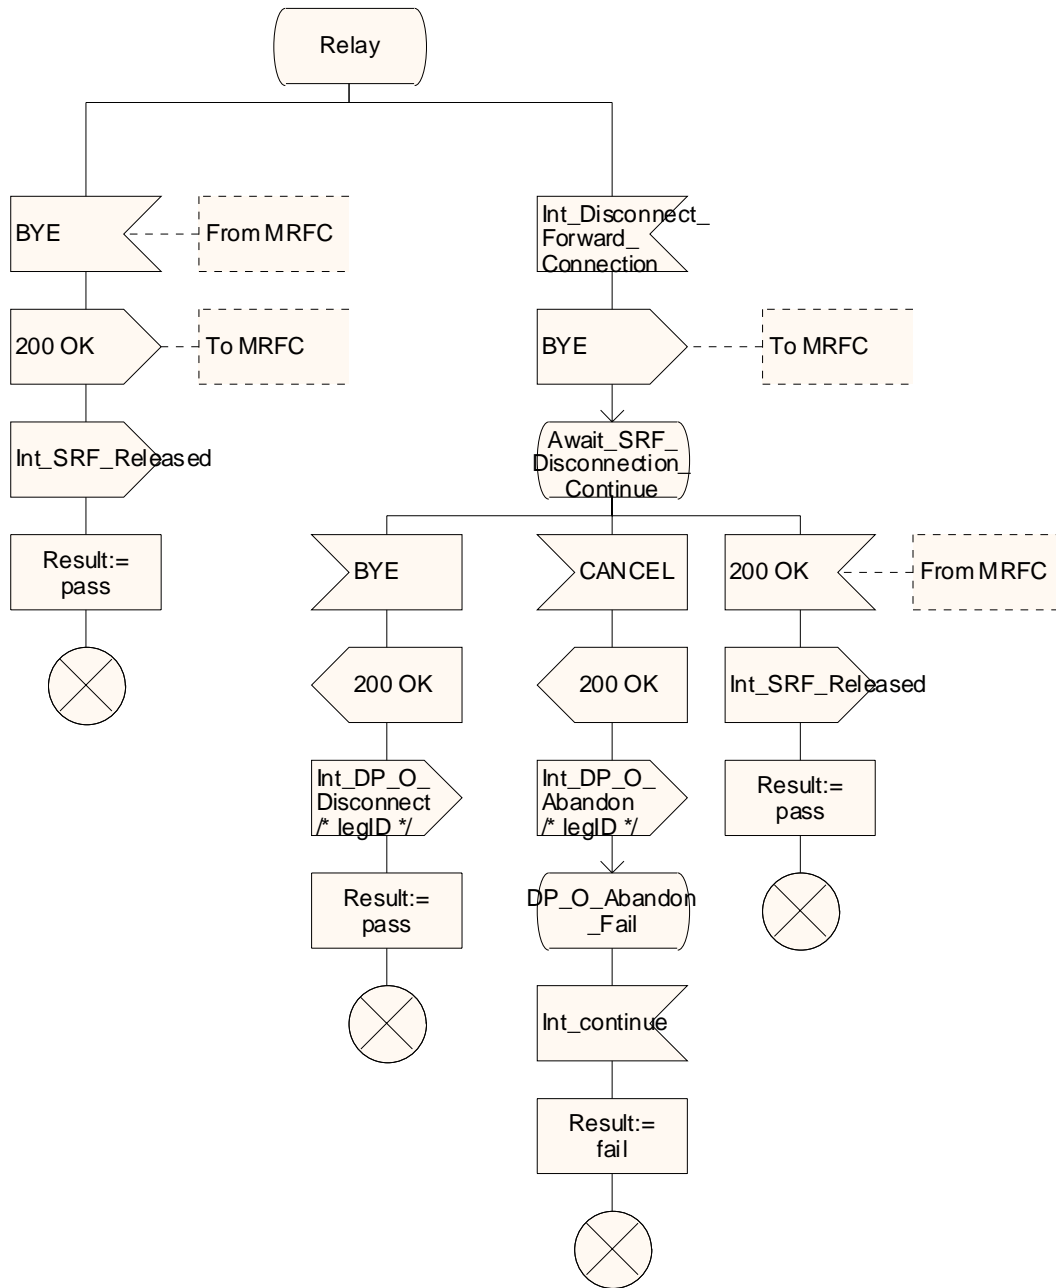 Relay
BYE
From MRFC
Int_Disconnect_
Forward_
Connection
200 OK
To MRFC
BYE
To MRFC
Int_SRF_Released
Await_SRF_
Disconnection_
Continue
Result:=
pass
BYE
CANCEL
200 OK
From MRFC
200 OK
200 OK
Int_SRF_Released
Int_DP_O_
Disconnect
/* legID */
Int_DP_O_
Abandon
/* legID */
Result:=
pass
Result:=
pass
DP_O_Abandon
_Fail
Int_continue
Result:=
fail